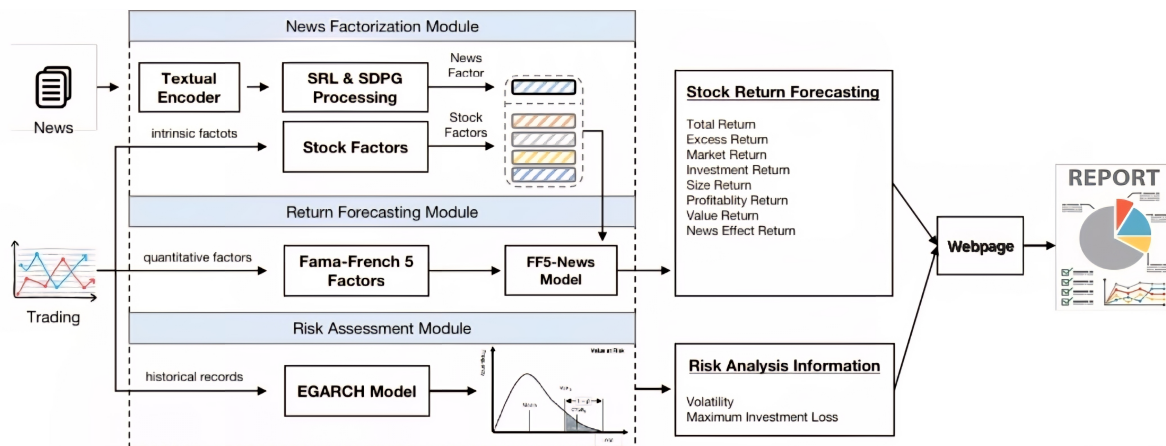 News Factorization Module
News
Textual
Encoder
SRL & SDPG
Processing
News
Factor
intrinsic factots
Stock Factors
Stock
Factors
Return Forecasting Module
Trading
quantitative factors
Fama-French 5
Factors
FF5-News
Model
Risk Assessment Module
historical records
EGARCH Model
Value at Risk
Frequency
1 - β
Stock Return Forecasting
Total Return
Excess Return
Market Return
Investment Return
Size Return
Profitablity Return
Value Return
News Effect Return
Risk Analysis Information
Volatility
Maximum Investment Loss
Webpage
REPORT